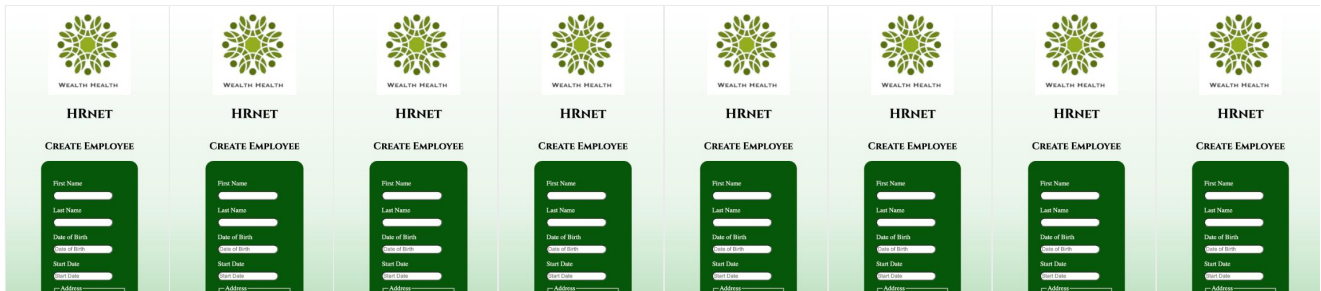 Wealth Health
HRnet
Create Employee
First Name
Last Name
Date of Birth
Date of Birth
Start Date
Start Date
Address
Wealth Health
HRnet
Create Employee
First Name
Last Name
Date of Birth
Date of Birth
Start Date
Start Date
Address
Wealth Health
HRnet
Create Employee
First Name
Last Name
Date of Birth
Date of Birth
Start Date
Start Date
Address
Wealth Health
HRnet
Create Employee
First Name
Last Name
Date of Birth
Date of Birth
Start Date
Start Date
Address
Wealth Health
HRnet
Create Employee
First Name
Last Name
Date of Birth
Date of Birth
Start Date
Start Date
Address
Wealth Health
HRnet
Create Employee
First Name
Last Name
Date of Birth
Date of Birth
Start Date
Start Date
Address
Wealth Health
HRnet
Create Employee
First Name
Last Name
Date of Birth
Date of Birth
Start Date
Start Date
Address
Wealth Health
HRnet
Create Employee
First Name
Last Name
Date of Birth
Date of Birth
Start Date
Start Date
Address